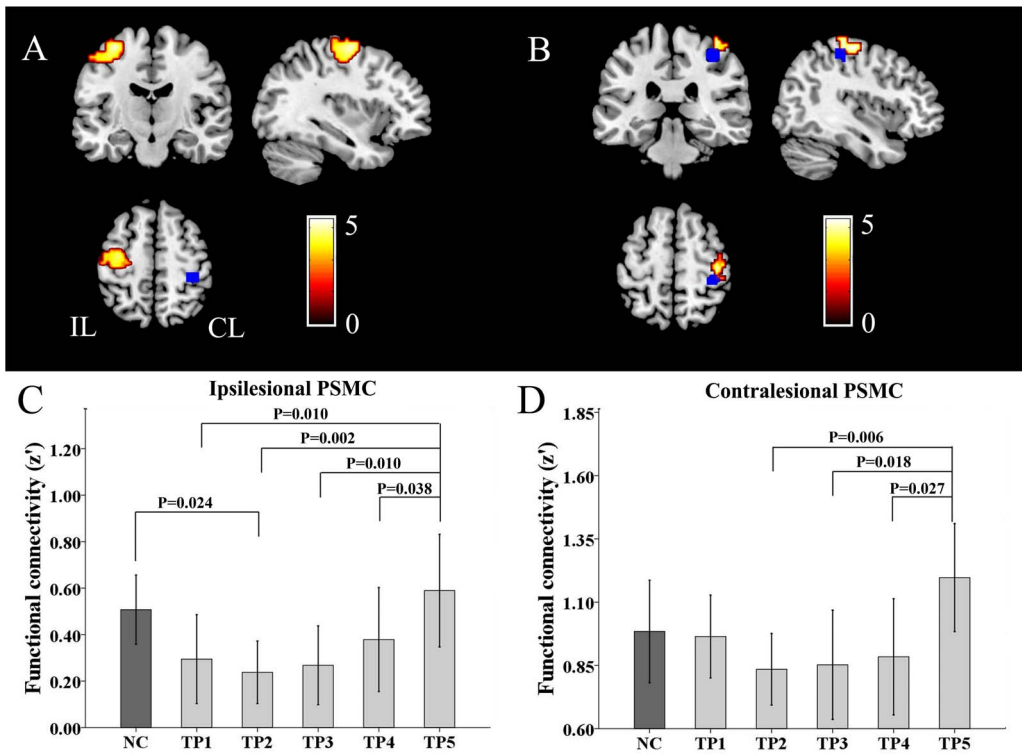 A
B
5
0
5
0
IL
CL
C
Ipsilesional PSMC
Functional connectivity (z')
1.20
1.00
0.80
0.60
0.40
0.20
0.00
P=0.010
P=0.002
P=0.010
P=0.038
P=0.024
NC TP1 TP2 TP3 TP4 TP5
D
Contralesional PSMC
Functional connectivity (z')
1.85
1.60
1.35
1.10
0.85
0.60
P=0.006
P=0.018
P=0.027
NC TP1 TP2 TP3 TP4 TP5